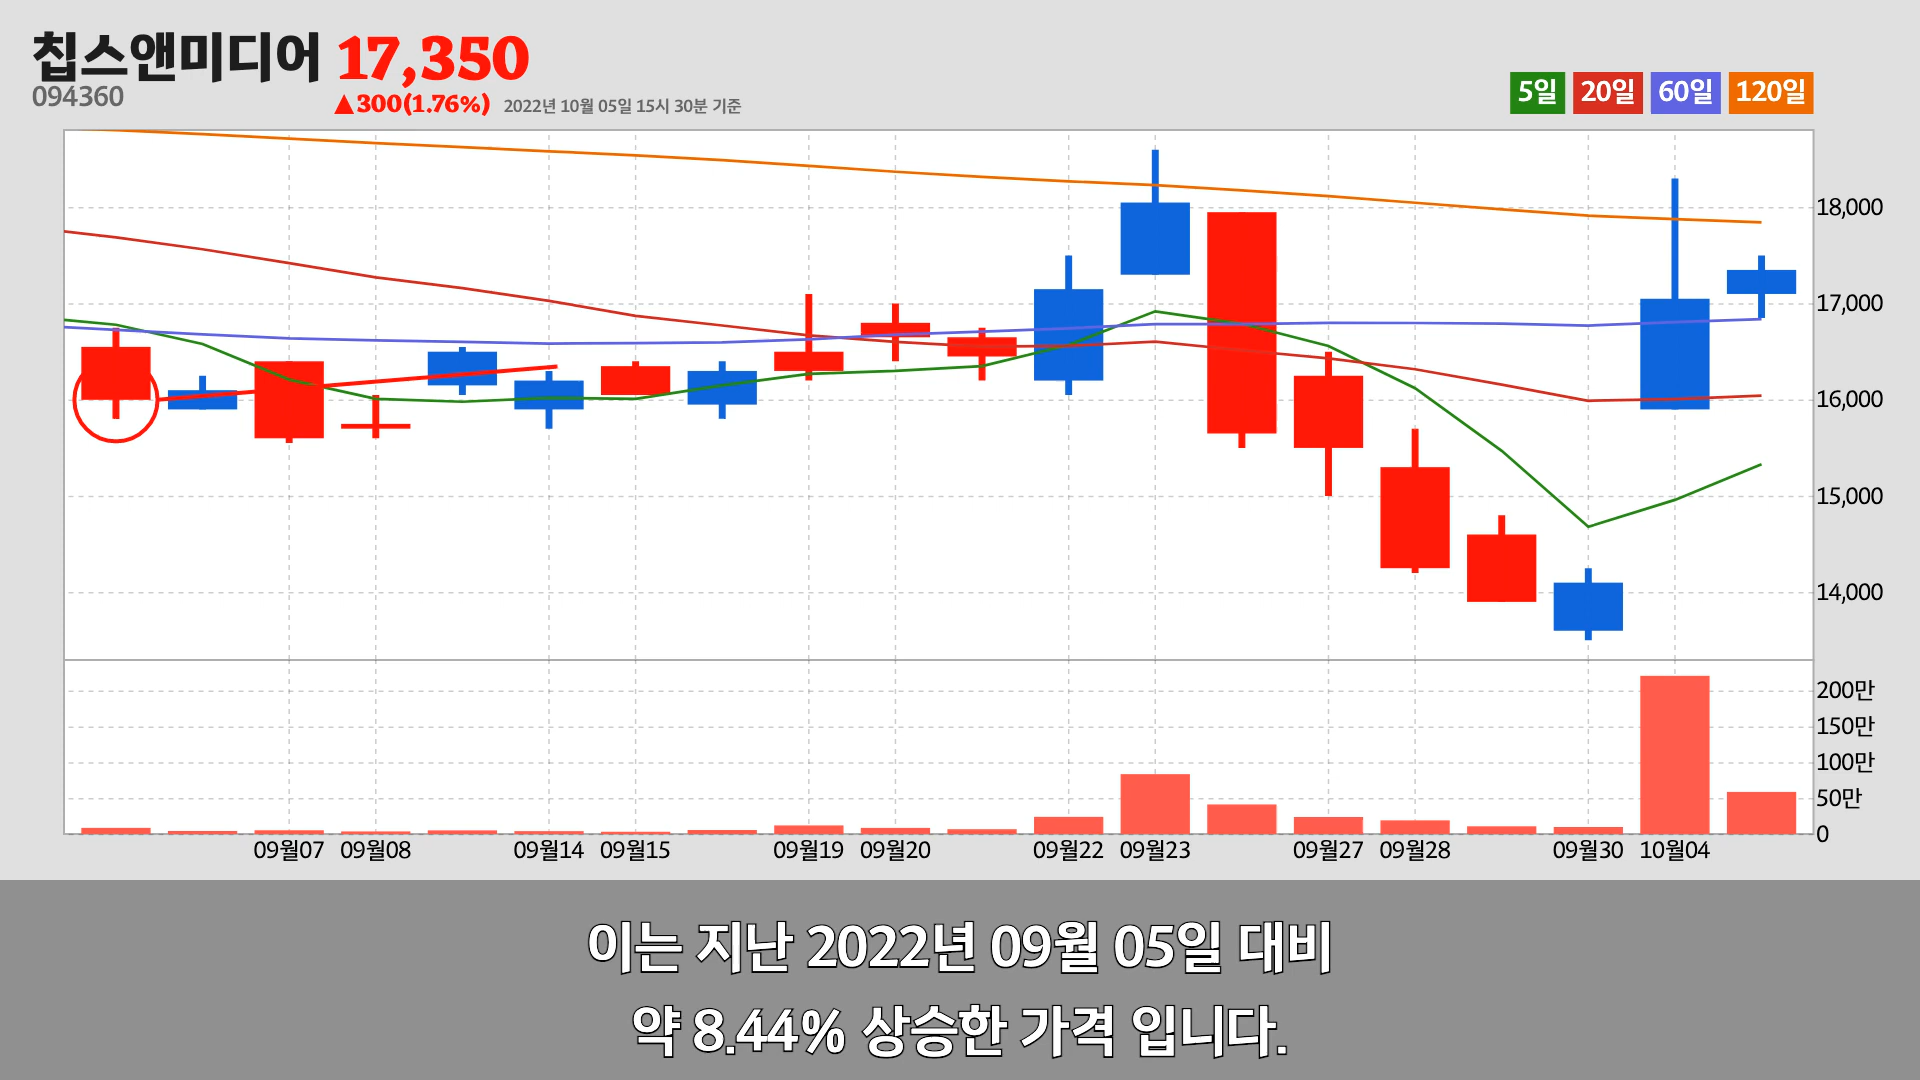 칩스앤미디어 17,350
094360
▲300(1.76%) 2022년 10월 05일 15시 30분 기준
5일 20일 60일 120일
18,000
17,000
16,000
15,000
14,000
200만
150만
100만
50만
0
09월07 09월08 09월14 09월15 09월19 09월20 09월22 09월23 09월27 09월28 09월30 10월04
이는 지난 2022년 09월 05일 대비
약 8.44% 상승한 가격 입니다.